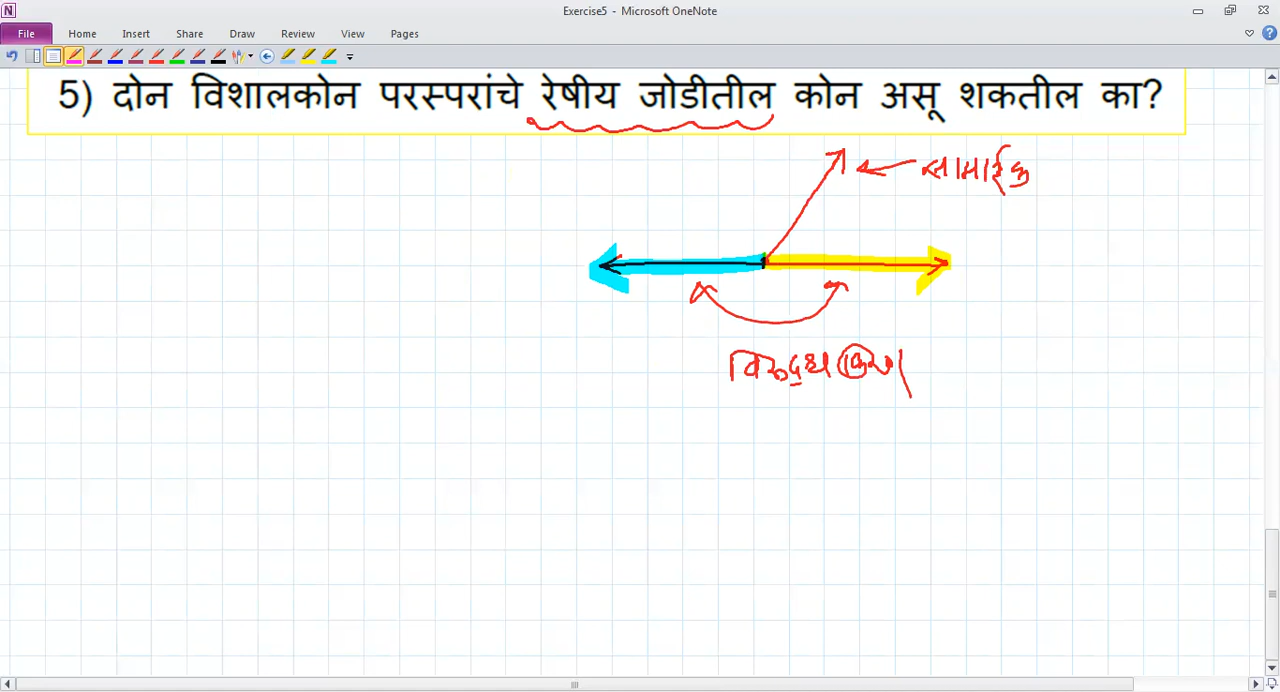 Exercise5 - Microsoft OneNote
File Home Insert Share Draw Review View Pages
5) दोन विशालकोन परस्परांचे रेषीय जोडीतील कोन असू शकतील का?
सामाईक
विरुद्ध किरण